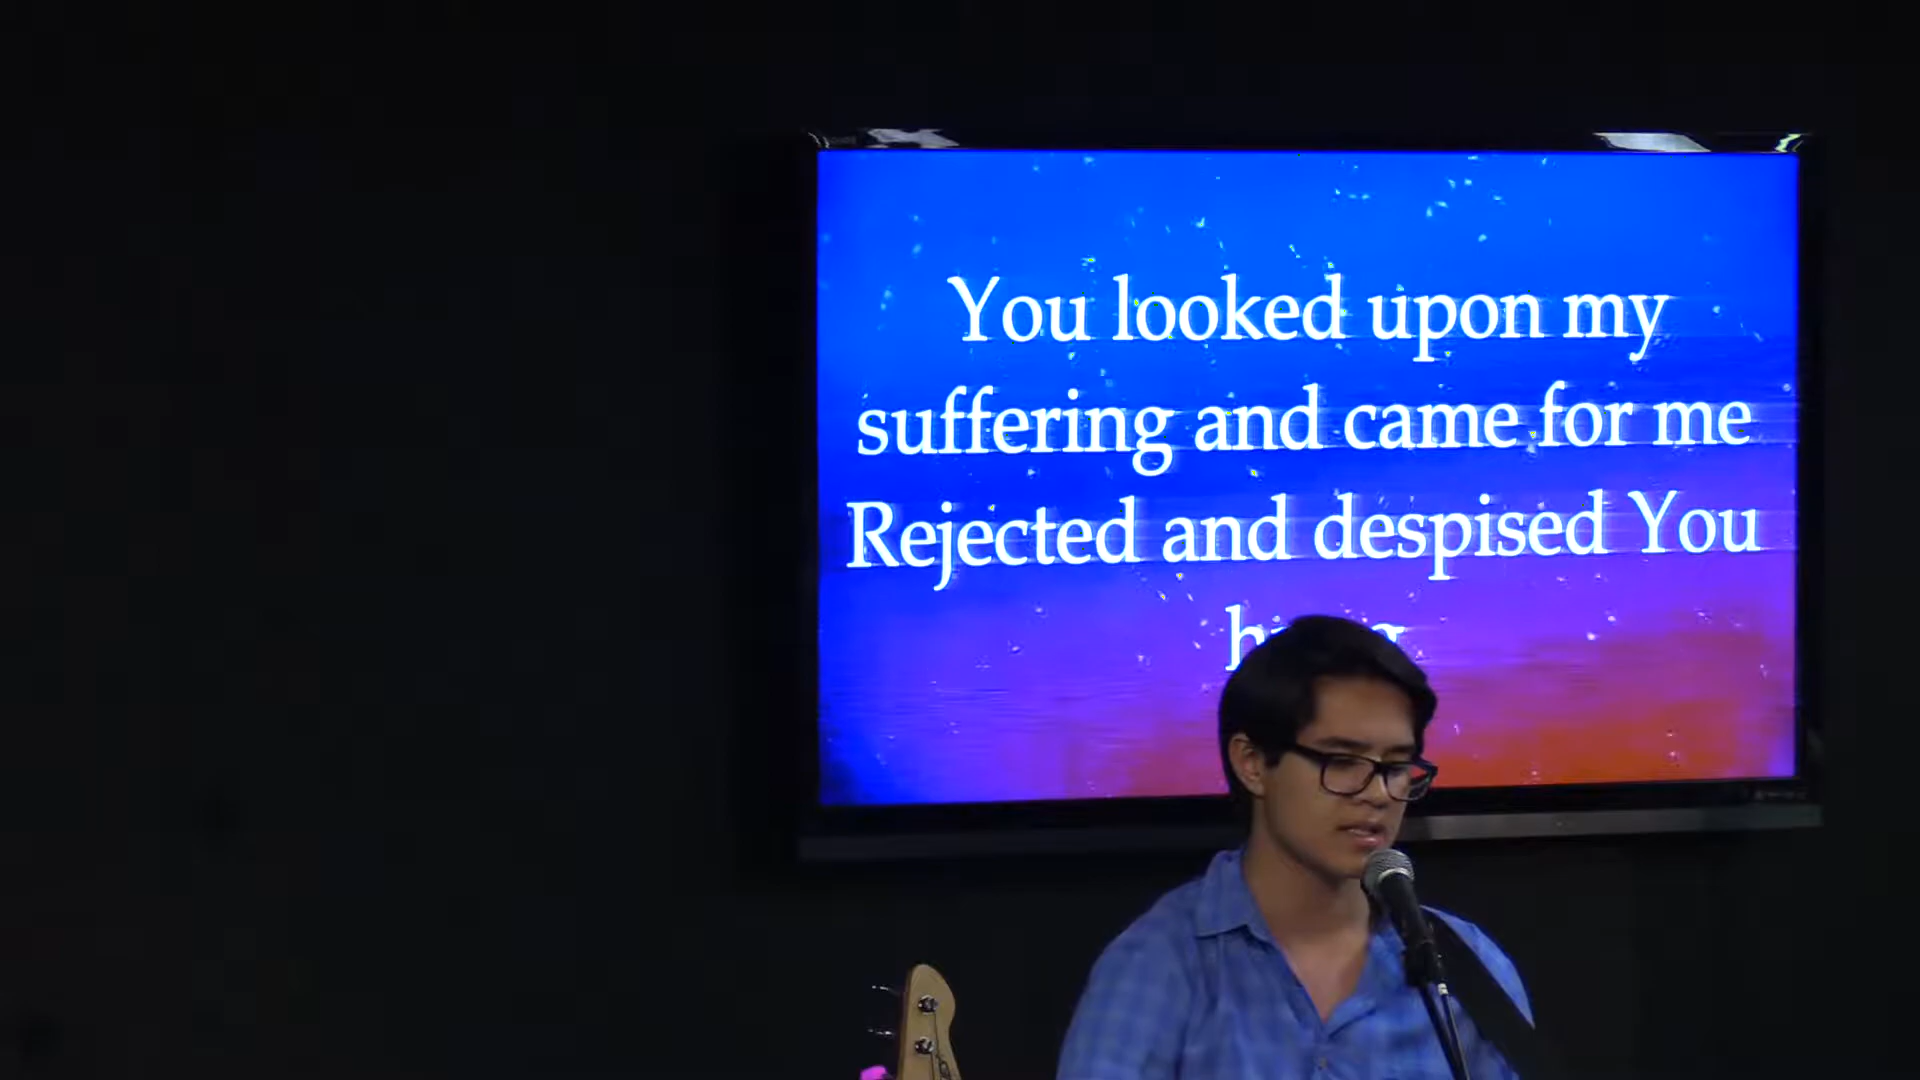 You looked upon my
suffering and came for me
Rejected and despised You